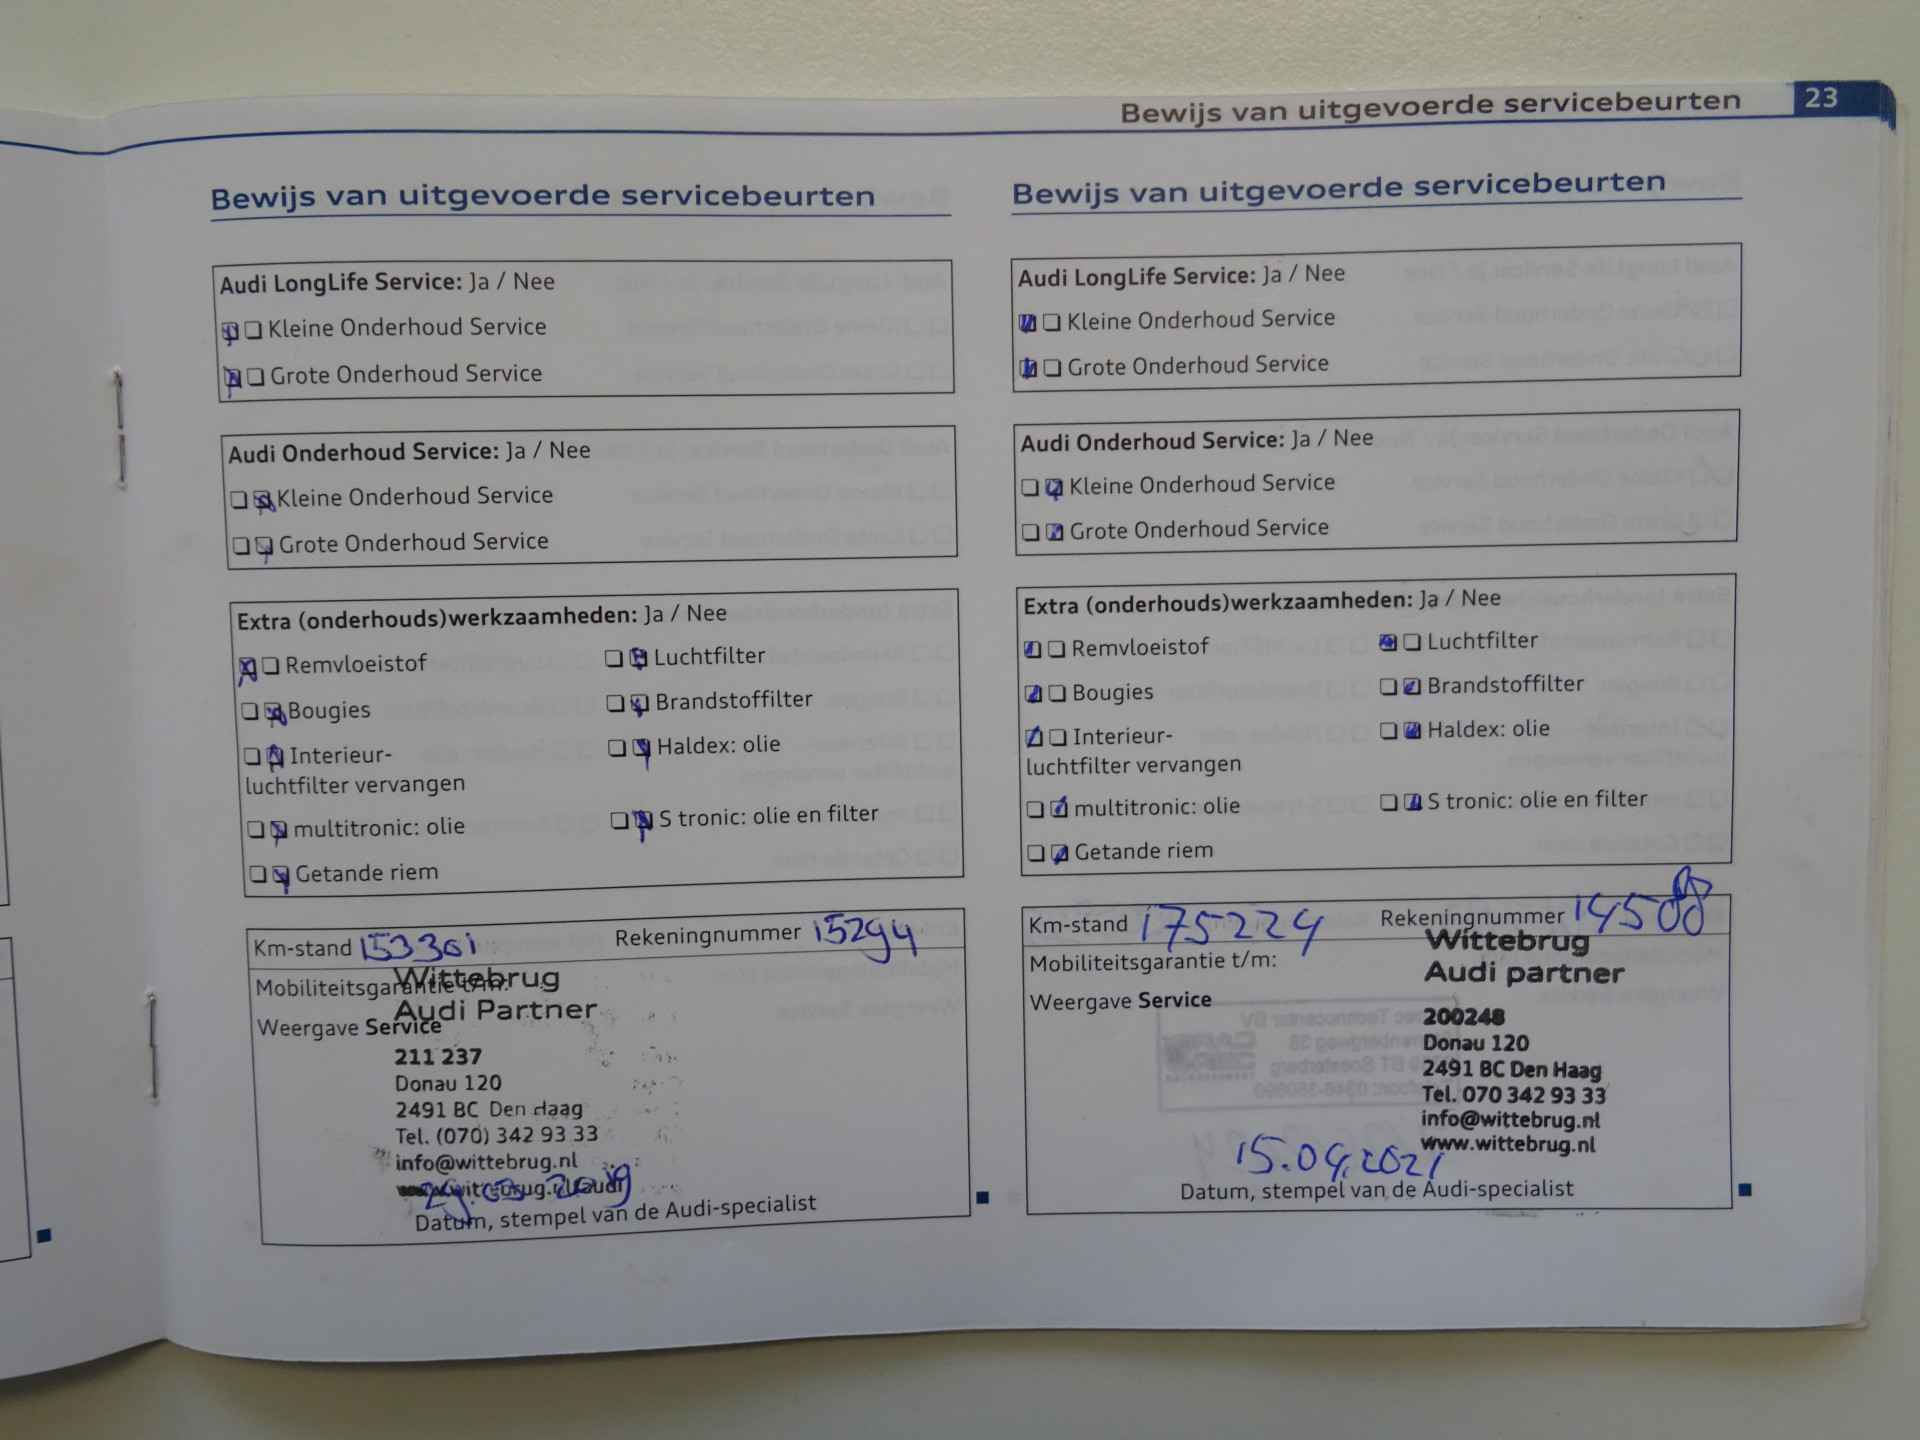 Bewijs van uitgevoerde servicebeurten 23
Bewijs van uitgevoerde servicebeurten
Audi LongLife Service: Ja / Nee
Kleine Onderhoud Service
Grote Onderhoud Service
Audi Onderhoud Service: Ja / Nee
Kleine Onderhoud Service
Grote Onderhoud Service
Extra (onderhouds)werkzaamheden: Ja / Nee
Remvloeistof Luchtfilter
Bougies Brandstoffilter
Interieur- Haldex: olie
luchtfilter vervangen
multitronic: olie S tronic: olie en filter
Getande riem
Km-stand 153301 Rekeningnummer 15294
Mobiliteitsgarantie t/m:
Weergave Service
Wittebrug
Audi Partner
211 237
Donau 120
2491 BC Den Haag
Tel. (070) 342 93 33
info@wittebrug.nl
Datum, stempel van de Audi-specialist
Bewijs van uitgevoerde servicebeurten
Audi LongLife Service: Ja / Nee
Kleine Onderhoud Service
Grote Onderhoud Service
Audi Onderhoud Service: Ja / Nee
Kleine Onderhoud Service
Grote Onderhoud Service
Extra (onderhouds)werkzaamheden: Ja / Nee
Remvloeistof Luchtfilter
Bougies Brandstoffilter
Interieur- Haldex: olie
luchtfilter vervangen
multitronic: olie S tronic: olie en filter
Getande riem
Km-stand 175224 Rekeningnummer
Mobiliteitsgarantie t/m:
Weergave Service
Wittebrug
Audi partner
200248
Donau 120
2491 BC Den Haag
Tel. 070 342 93 33
info@wittebrug.nl
www.wittebrug.nl
15.04.2021
Datum, stempel van de Audi-specialist